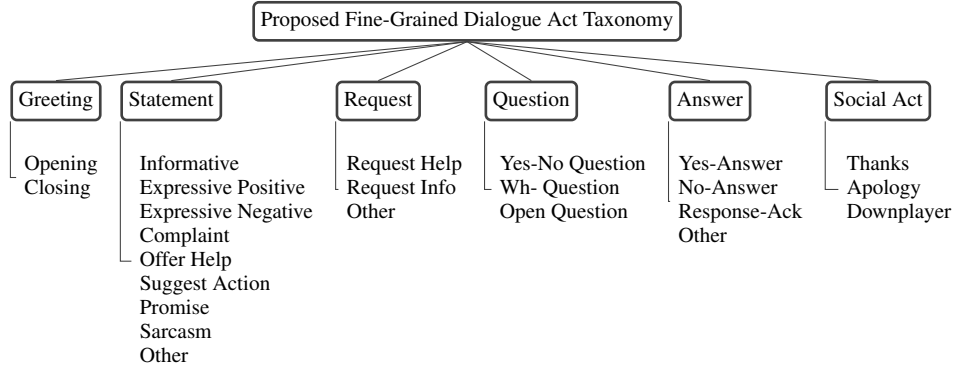 Proposed Fine-Grained Dialogue Act Taxonomy
Greeting
Opening
Closing
Statement
Informative
Expressive Positive
Expressive Negative
Complaint
Offer Help
Suggest Action
Promise
Sarcasm
Other
Request
Request Help
Request Info
Other
Question
Yes-No Question
Wh- Question
Open Question
Answer
Yes-Answer
No-Answer
Response-Ack
Other
Social Act
Thanks
Apology
Downplayer